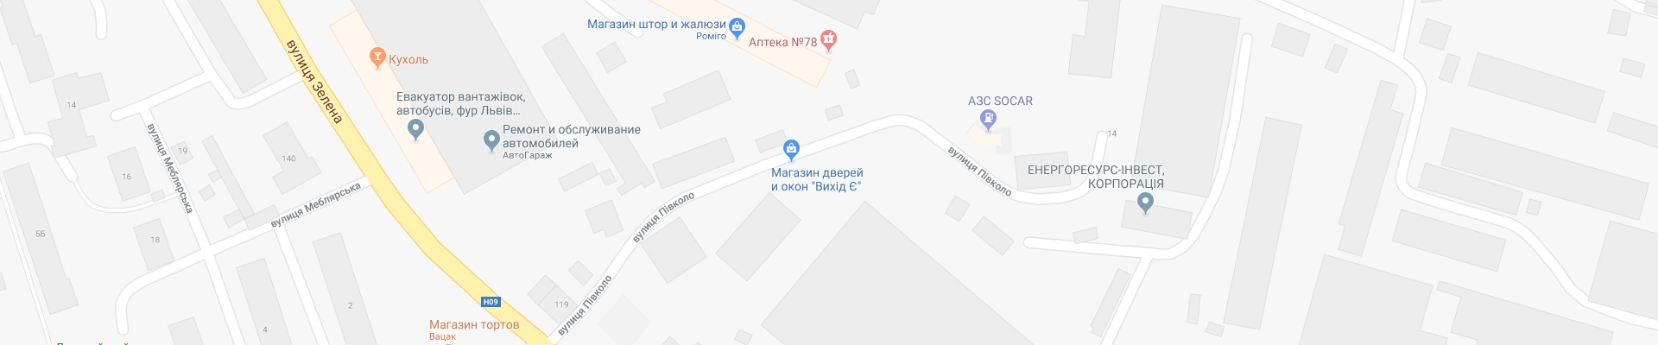 Магазин штор и жалюзи
Роміго
Аптека №78
вулиця Зелена
Кухоль
Евакуатор вантажівок,
автобусів, фур Львів...
АЗС SOCAR
14
вулиця Меблярська
Ремонт и обслуживание
автомобилей
АвтоГараж
14
19
140
вулиця Півколо
16
Магазин дверей
и окон "Вихід Є"
ЕНЕРГОРЕСУРС-ІНВЕСТ,
КОРПОРАЦІЯ
вулиця Меблярська
вулиця Півколо
5Б
18
H09
119
2
вулиця Півколо
4
Магазин тортов
Вацак